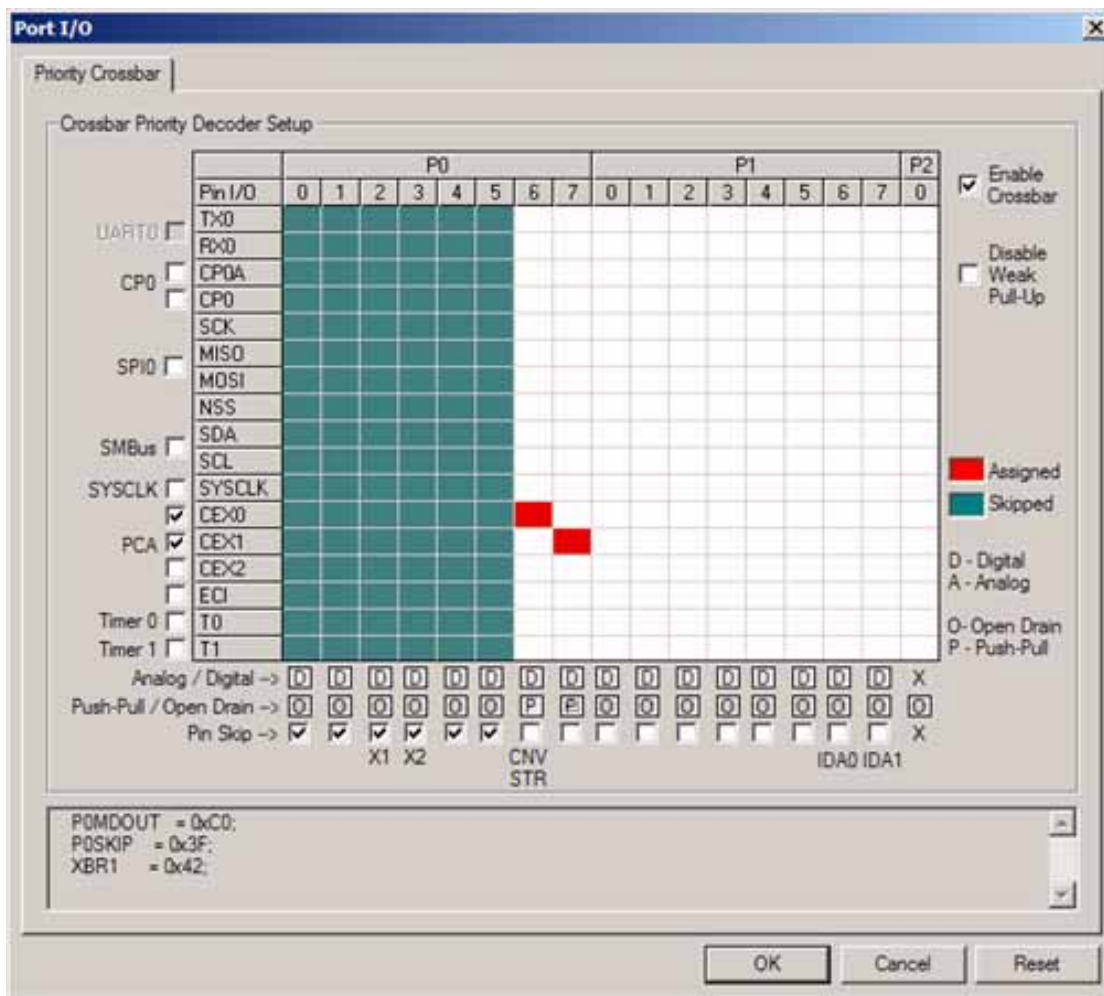 Port I/O
Priority Crossbar
Crossbar Priority Decoder Setup
P0 P1 P2
Pin I/O 0 1 2 3 4 5 6 7 0 1 2 3 4 5 6 7 0
Enable
Crossbar
UART0 TX0
RX0
CP0 CP0A
CP0
Disable
Weak
Pull-Up
SCK
SPI0 MISO
MOSI
NSS
SMBus SDA
SCL
SYSCLK SYSCLK
CEX0
PCA CEX1
CEX2
ECI
Timer 0 T0
Timer 1 T1
Assigned
Skipped
D - Digital
A - Analog
O- Open Drain
P - Push-Pull
Analog / Digital --> D D D D D D D D D D D D D D D D X
Push-Pull / Open Drain --> O O O O O O P P O O O O O O O O O
Pin Skip --> X
X1 X2 CNV STR IDA0 IDA1
P0MDOUT = 0xC0;
P0SKIP = 0x3F;
XBR1 = 0x42;
OK Cancel Reset